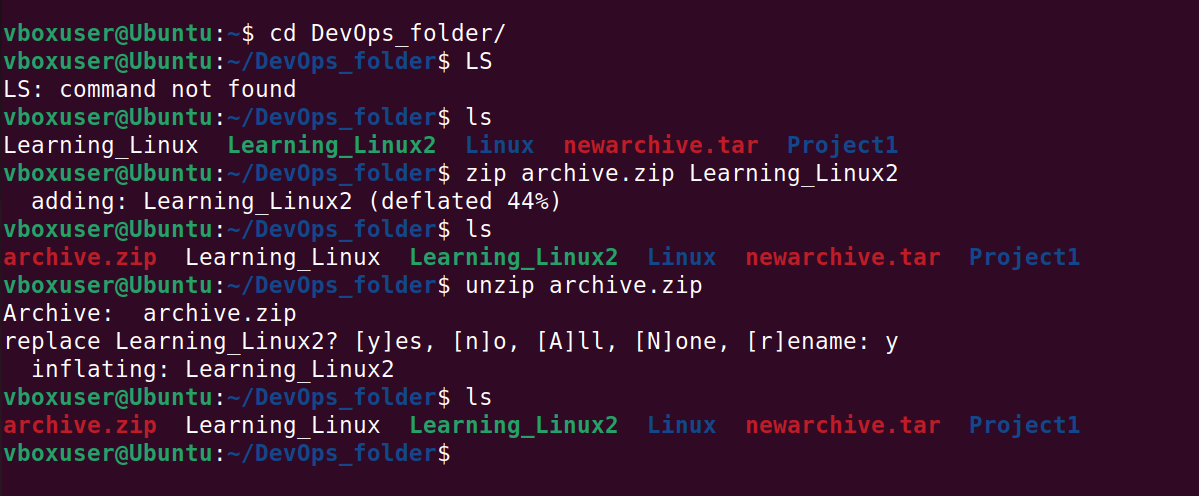 vboxuser@Ubuntu:~$ cd DevOps_folder/
vboxuser@Ubuntu:~/DevOps_folder$ LS
LS: command not found
vboxuser@Ubuntu:~/DevOps_folder$ ls
Learning_Linux  Learning_Linux2  Linux  newarchive.tar  Project1
vboxuser@Ubuntu:~/DevOps_folder$ zip archive.zip Learning_Linux2
  adding: Learning_Linux2 (deflated 44%)
vboxuser@Ubuntu:~/DevOps_folder$ ls
archive.zip  Learning_Linux  Learning_Linux2  Linux  newarchive.tar  Project1
vboxuser@Ubuntu:~/DevOps_folder$ unzip archive.zip
Archive:  archive.zip
replace Learning_Linux2? [y]es, [n]o, [A]ll, [N]one, [r]ename: y
  inflating: Learning_Linux2
vboxuser@Ubuntu:~/DevOps_folder$ ls
archive.zip  Learning_Linux  Learning_Linux2  Linux  newarchive.tar  Project1
vboxuser@Ubuntu:~/DevOps_folder$